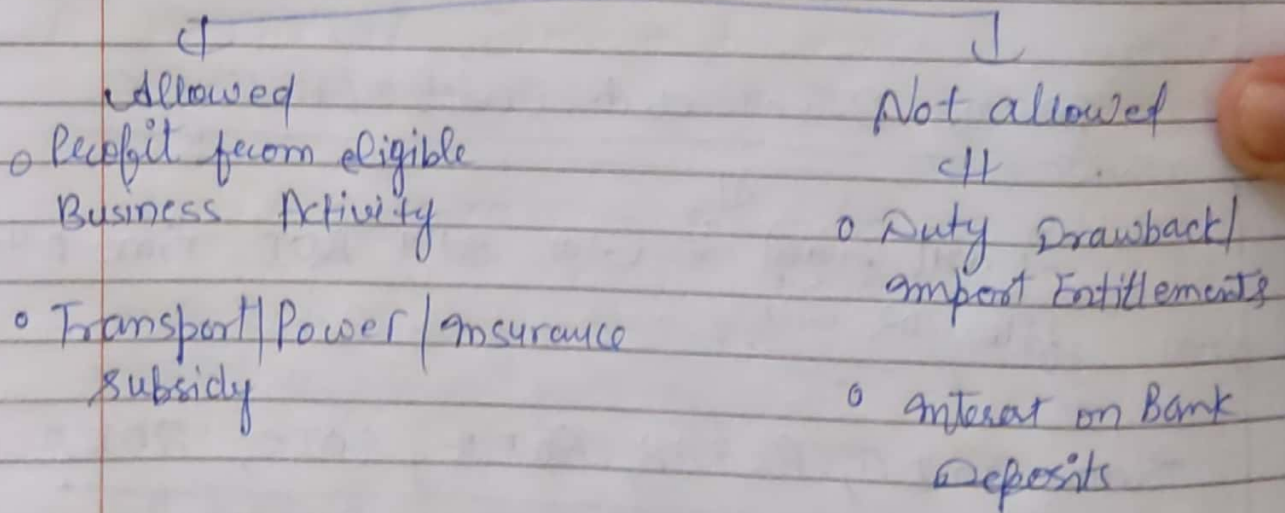 Allowed
Not allowed
o Profit from eligible
Business Activity
o Transport/Power/Insurance
subsidy
o Duty Drawback/
Import Entitlements
o Interest on Bank
Deposits